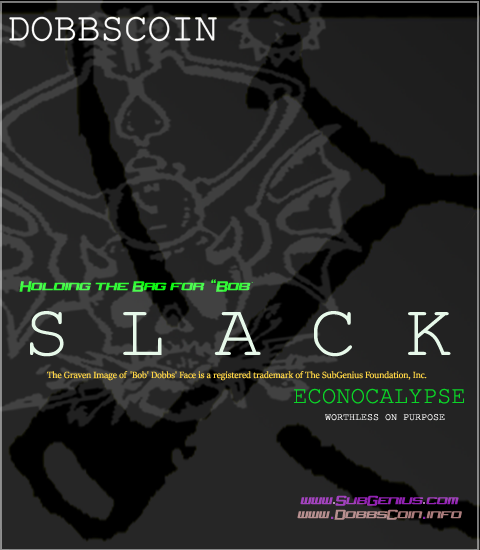 DOBBSCOIN
Holding the Bag for "Bob
SLACK
The Graven Image of 'Bob' Dobbs' Face is a registered trademark of The SubGenius Foundation, Inc.
ECONOCALYPSE
WORTHLESS ON PURPOSE
www.SubGenius.com
www.DobbsCoin.info